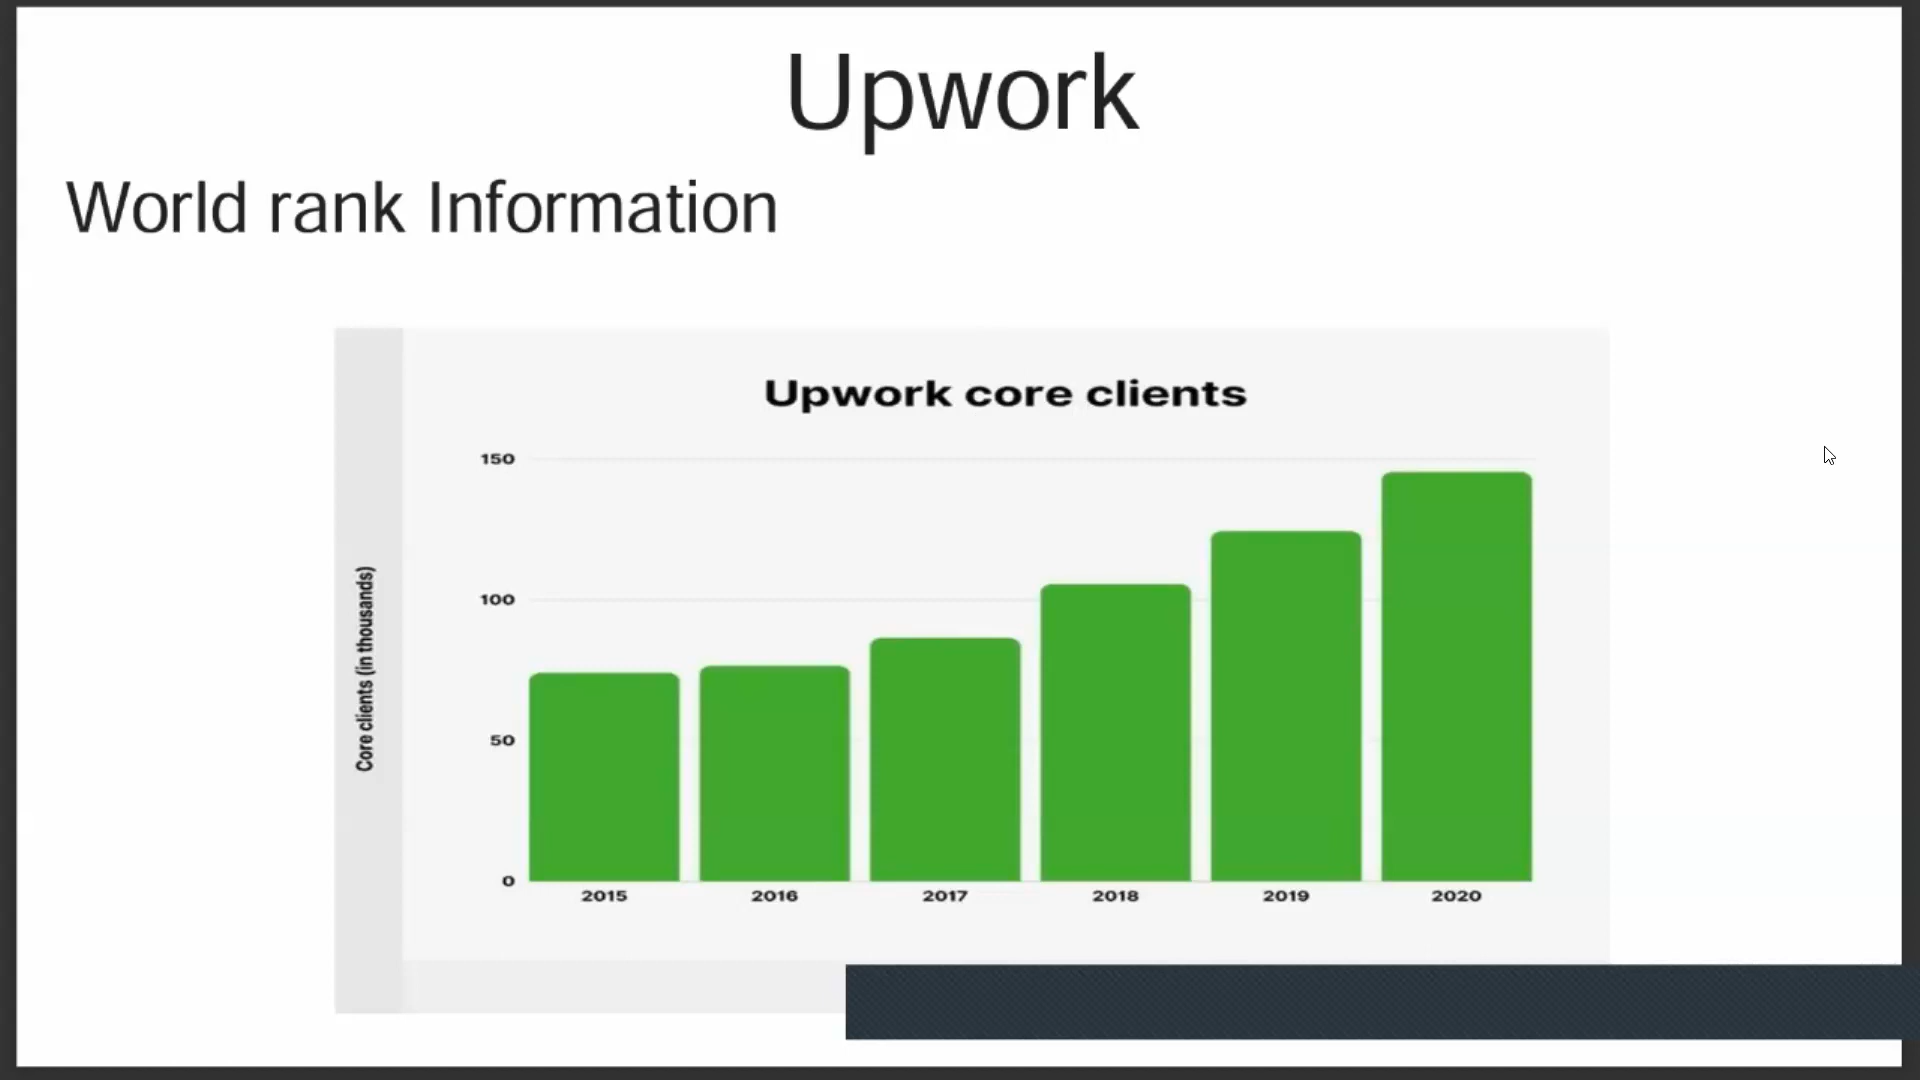 Upwork
World rank Information
Upwork core clients
Core clients (in thousands)
150
100
50
0
2015 2016 2017 2018 2019 2020